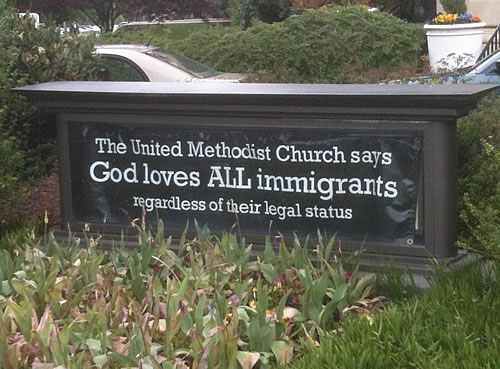 The United Methodist Church says
God loves ALL immigrants
regardless of their legal status